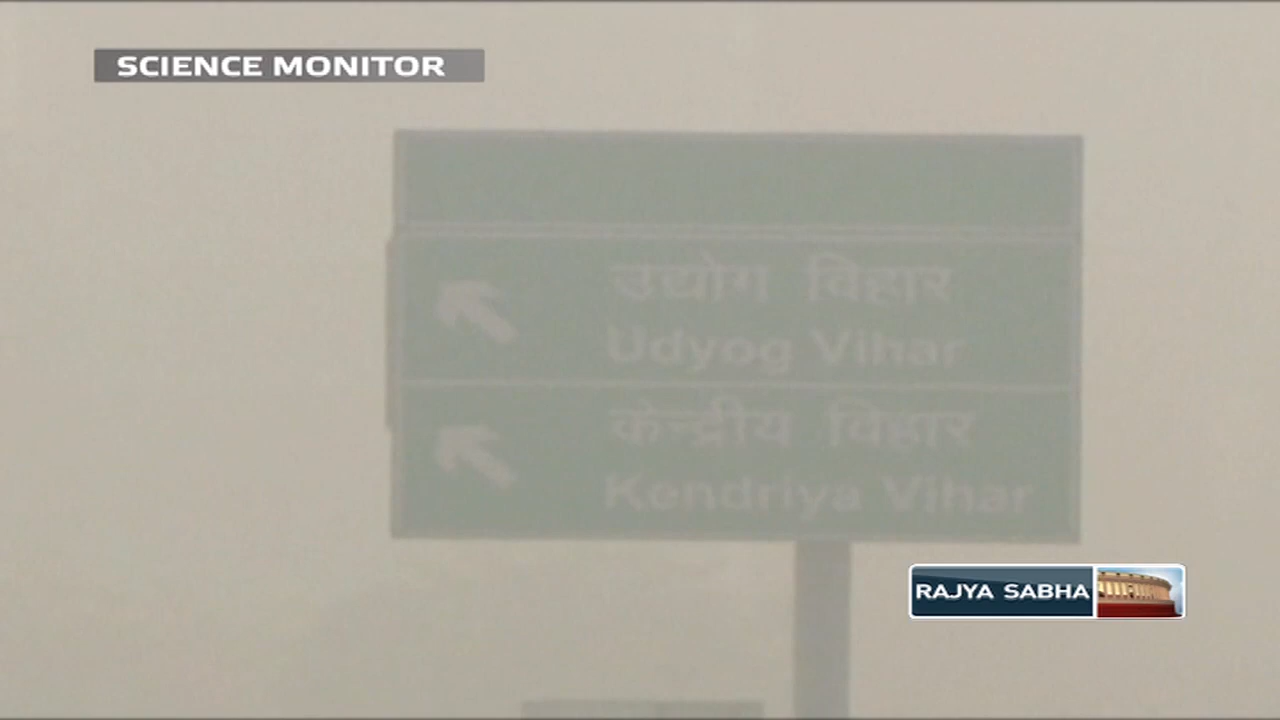 SCIENCE MONITOR
उद्योग विहार
Udyog Vihar
केन्द्रीय विहार
Kendriya Vihar
RAJYA SABHA